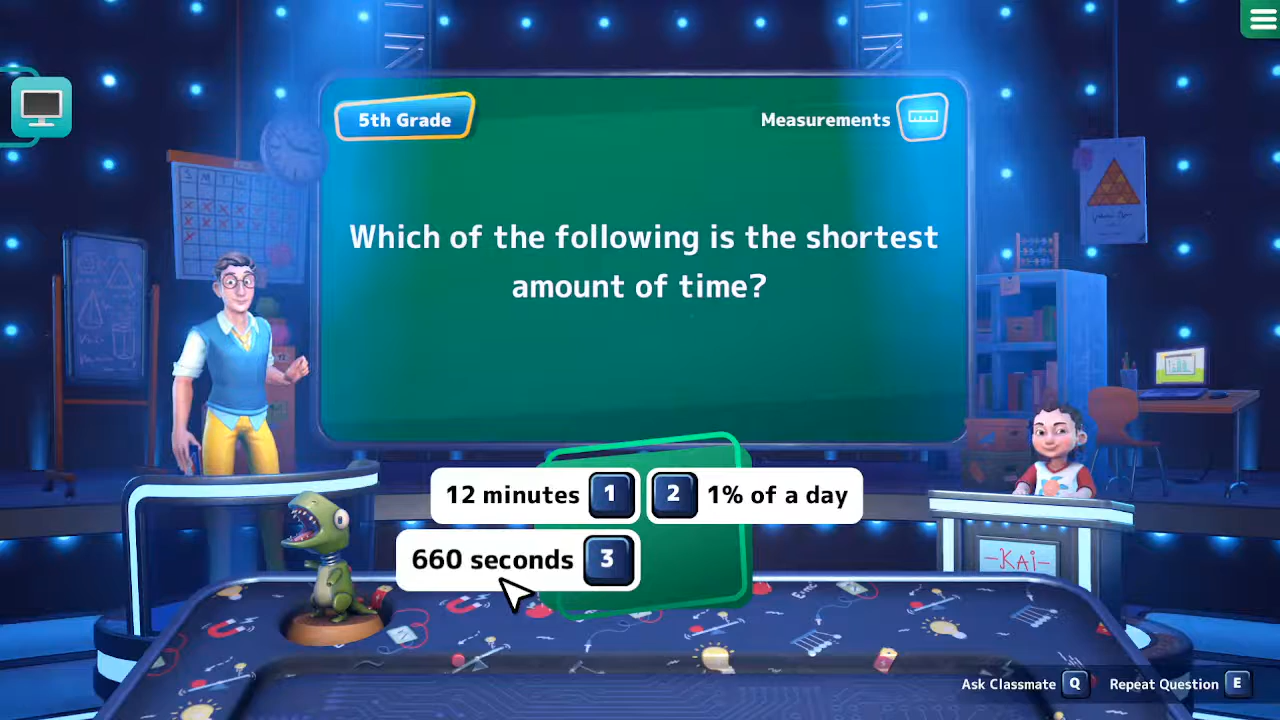 5th Grade
Measurements
Which of the following is the shortest
amount of time?
12 minutes 1
2 1% of a day
660 seconds 3
-KAI-
Ask Classmate Q
Repeat Question E